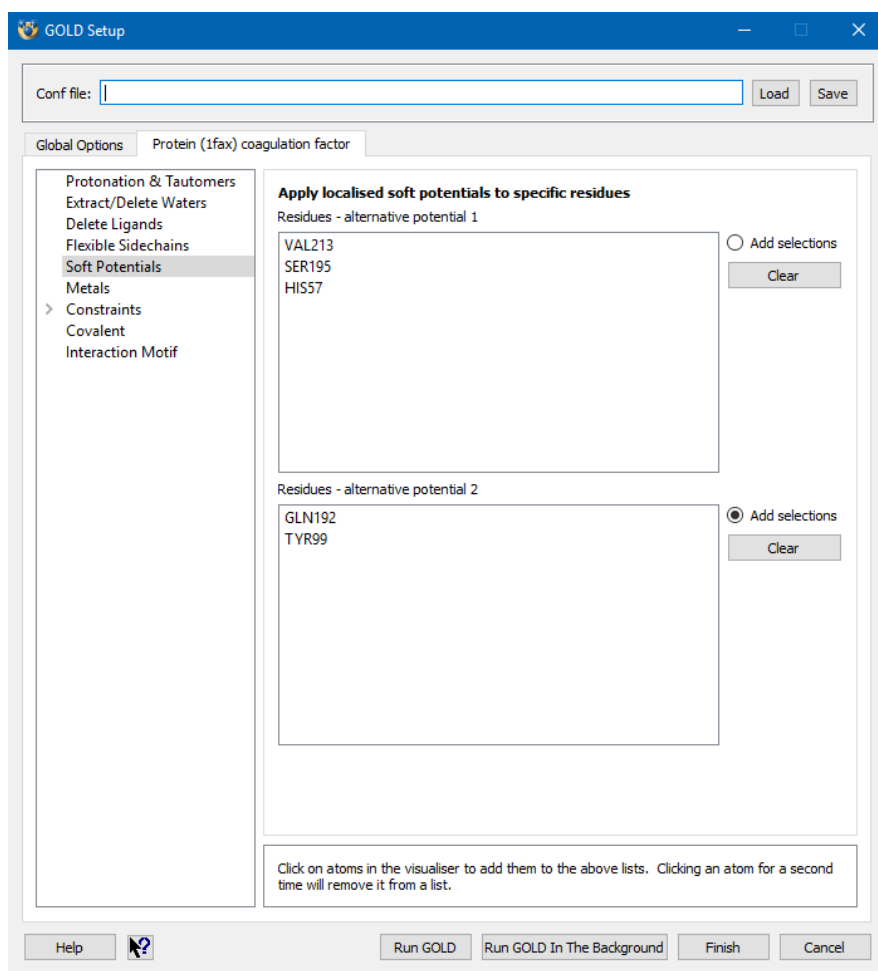 GOLD Setup
Conf file:
Load
Save
Global Options
Protein (1fax) coagulation factor
Protonation & Tautomers
Extract/Delete Waters
Delete Ligands
Flexible Sidechains
Soft Potentials
Metals
Constraints
Covalent
Interaction Motif
Apply localised soft potentials to specific residues
Residues - alternative potential 1
VAL213
SER195
HIS57
Add selections
Clear
Residues - alternative potential 2
GLN192
TYR99
Add selections
Clear
Click on atoms in the visualiser to add them to the above lists. Clicking an atom for a second
time will remove it from a list.
Help
?
Run GOLD
Run GOLD In The Background
Finish
Cancel